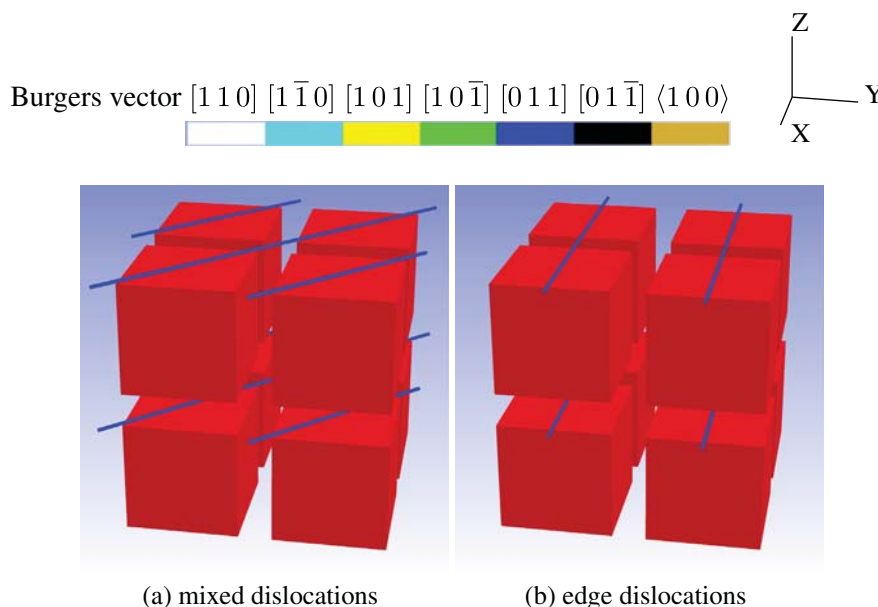 Z
Burgers vector [1 1 0] [1 1̅ 0] [1 0 1] [1 0 1̅] [0 1 1] [0 1 1̅] ⟨1 0 0⟩
Y
X
(a) mixed dislocations
(b) edge dislocations